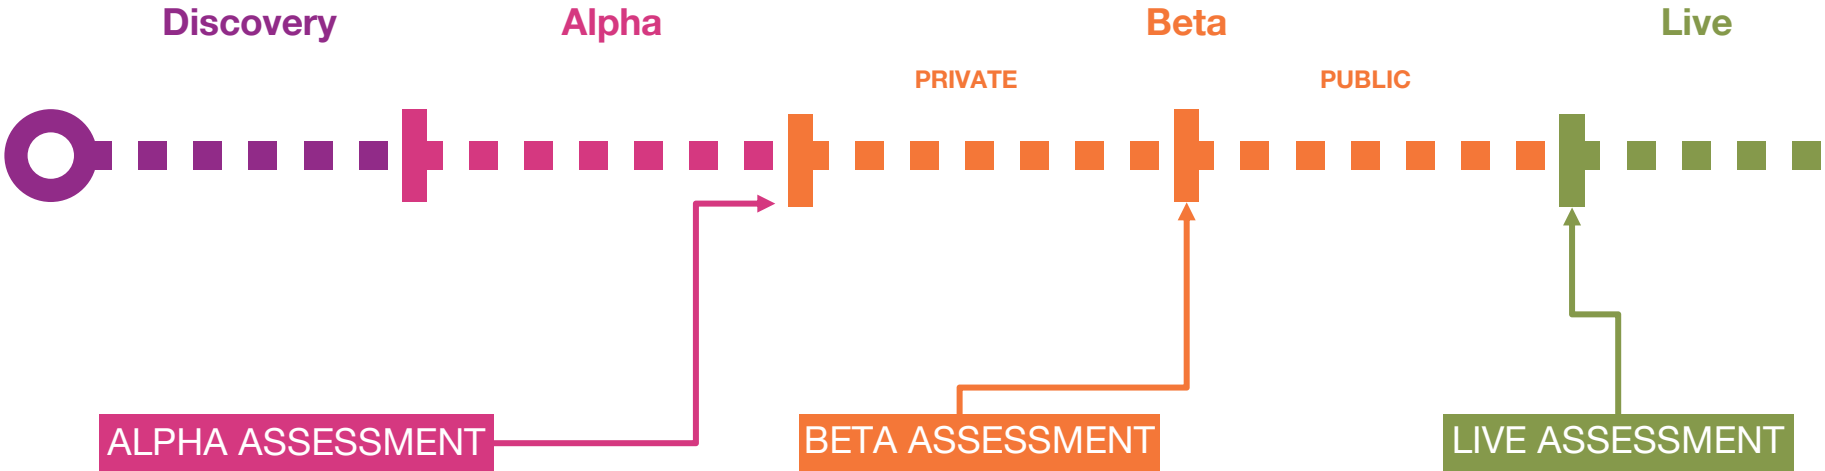 Discovery
Alpha
Beta
Live
PRIVATE
PUBLIC
ALPHA ASSESSMENT
BETA ASSESSMENT
LIVE ASSESSMENT